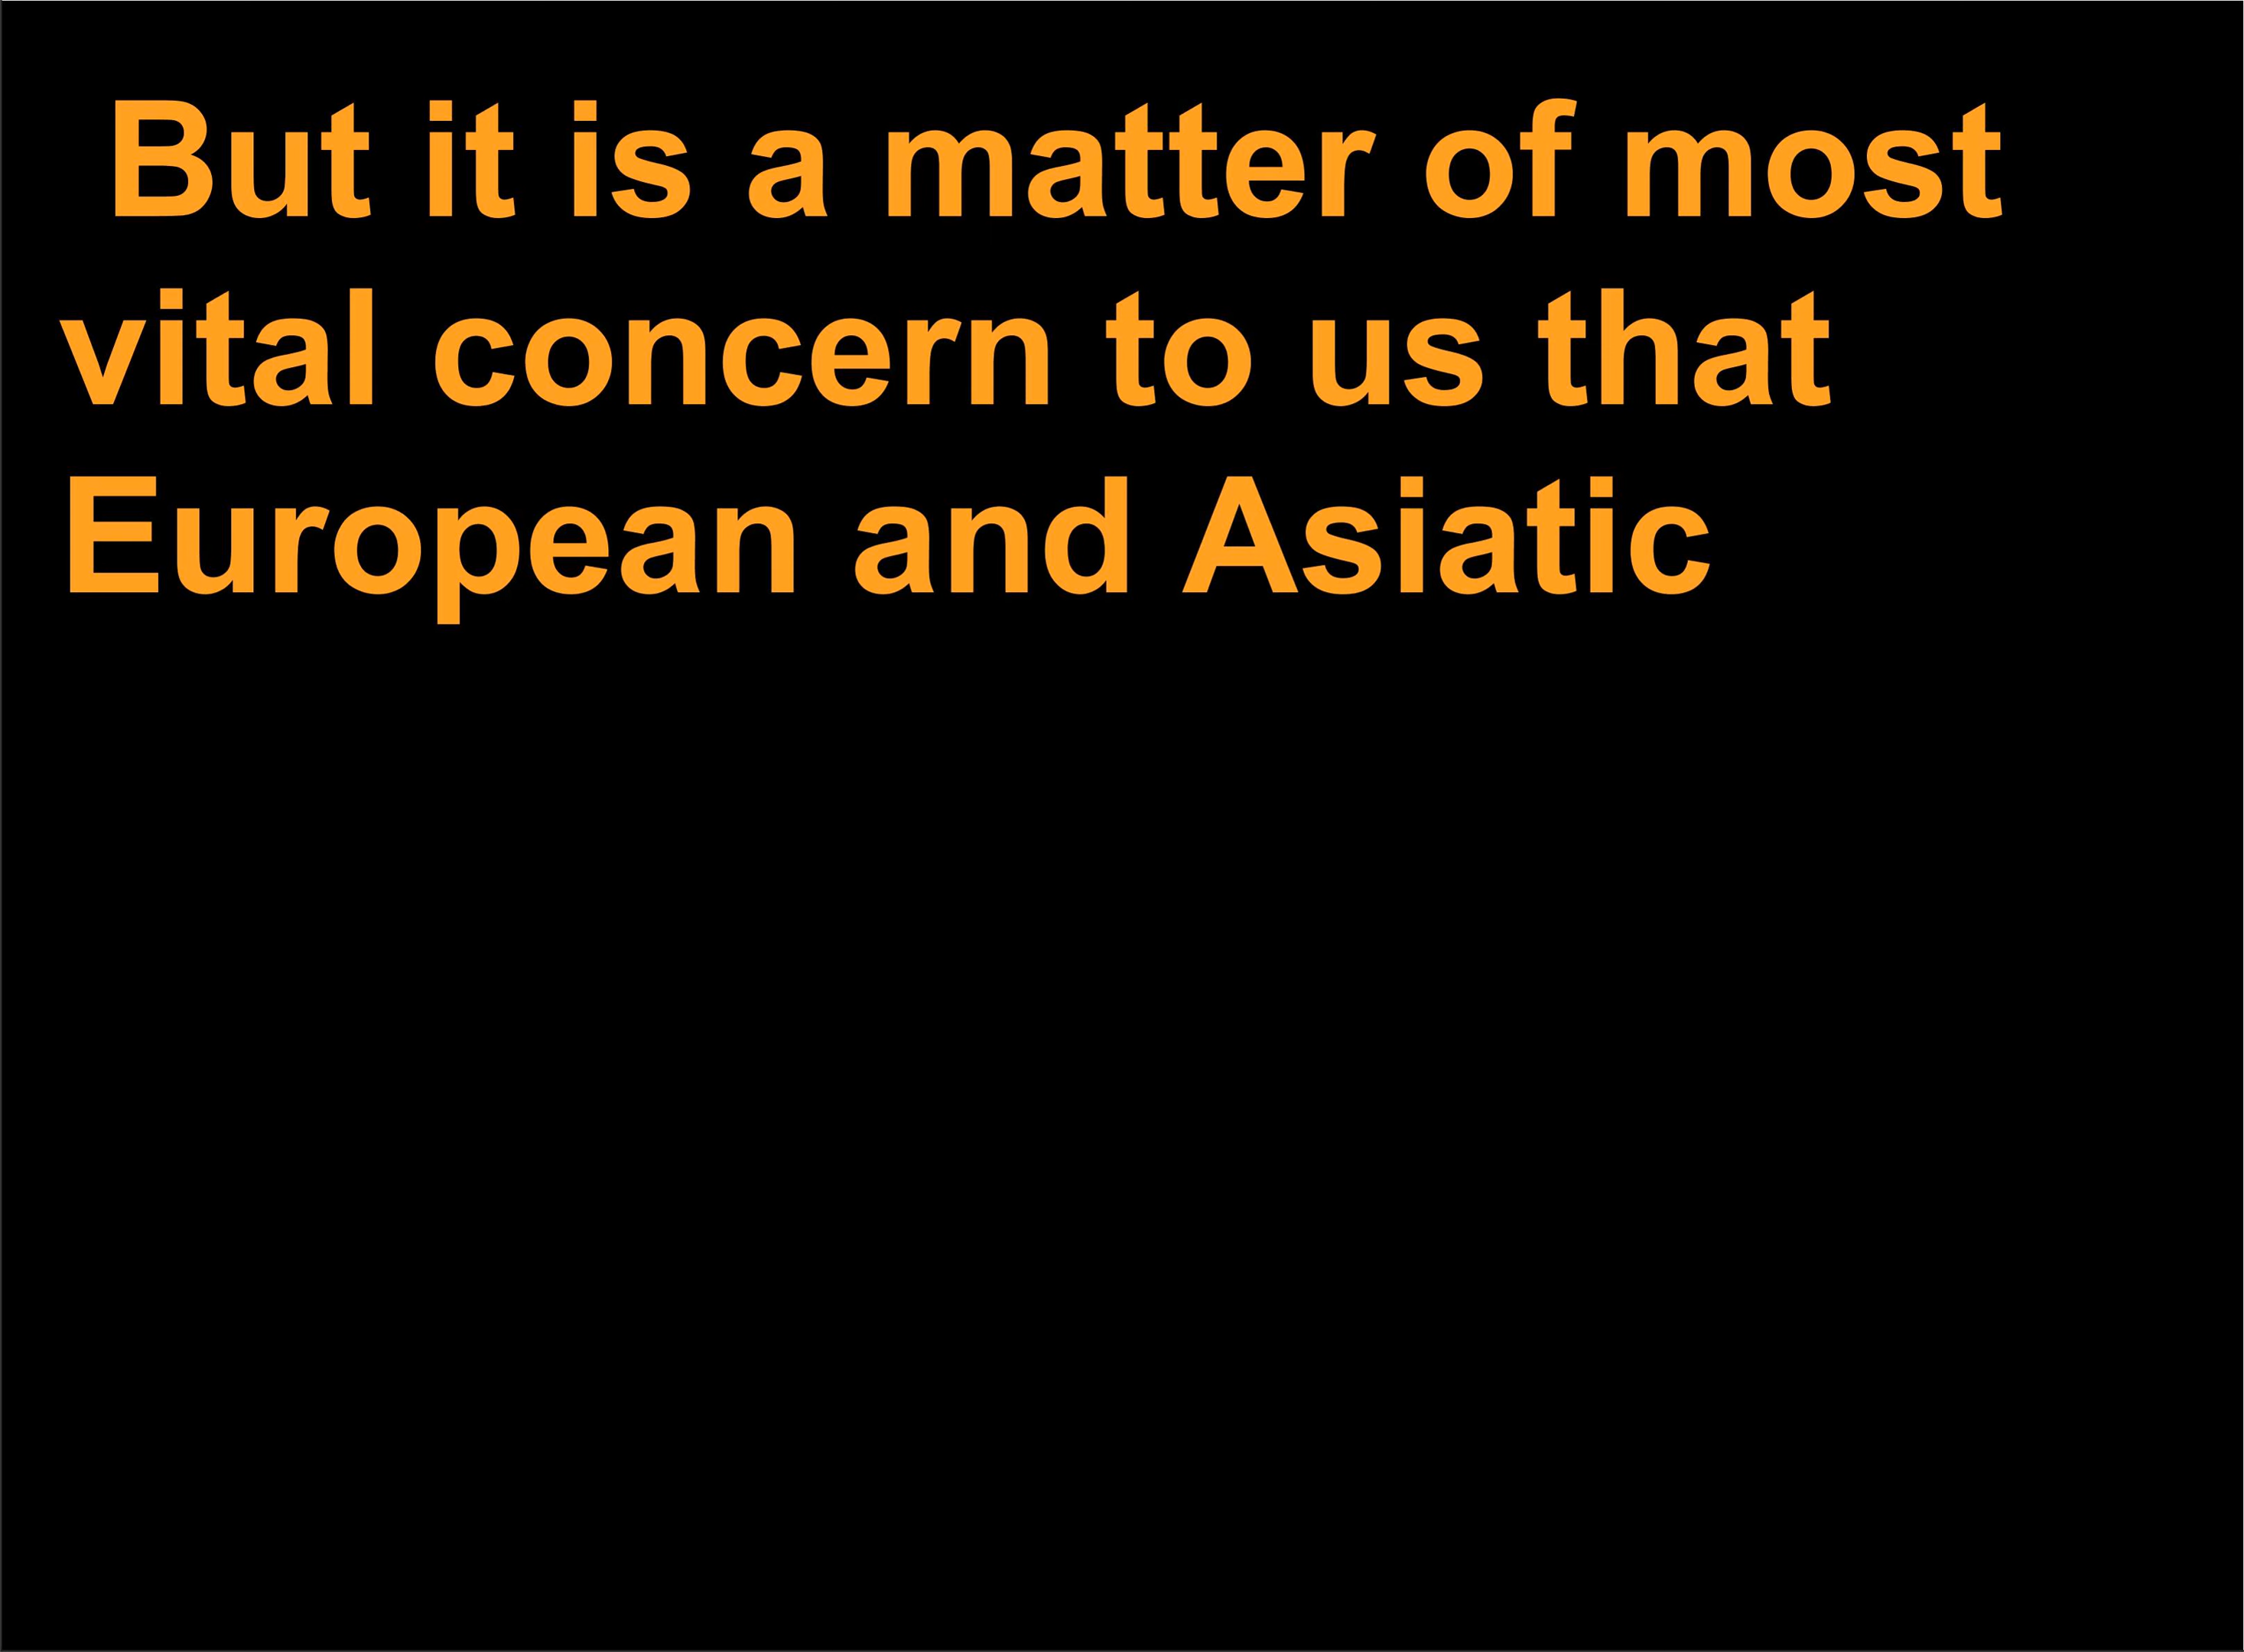 But it is a matter of most
vital concern to us that
European and Asiatic